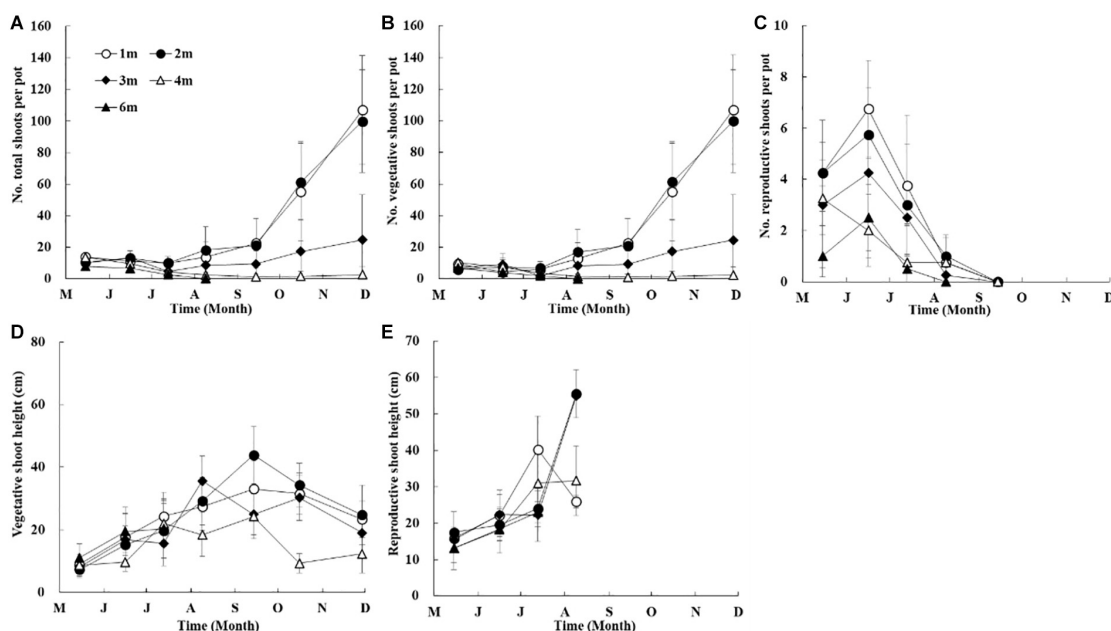 A
160
140
120
100
80
60
40
20
0
No. total shoots per pot
1m 2m
3m 4m
6m
M J J A S O N D
Time (Month)
B
160
140
120
100
80
60
40
20
0
No. vegetative shoots per pot
M J J A S O N D
Time (Month)
C
10
8
6
4
2
0
No. reproductive shoots per pot
M J J A S O N D
Time (Month)
D
80
60
40
20
0
Vegetative shoot height (cm)
M J J A S O N D
Time (Month)
E
70
60
50
40
30
20
10
0
Reproductive shoot height (cm)
M J J A S O N D
Time (Month)